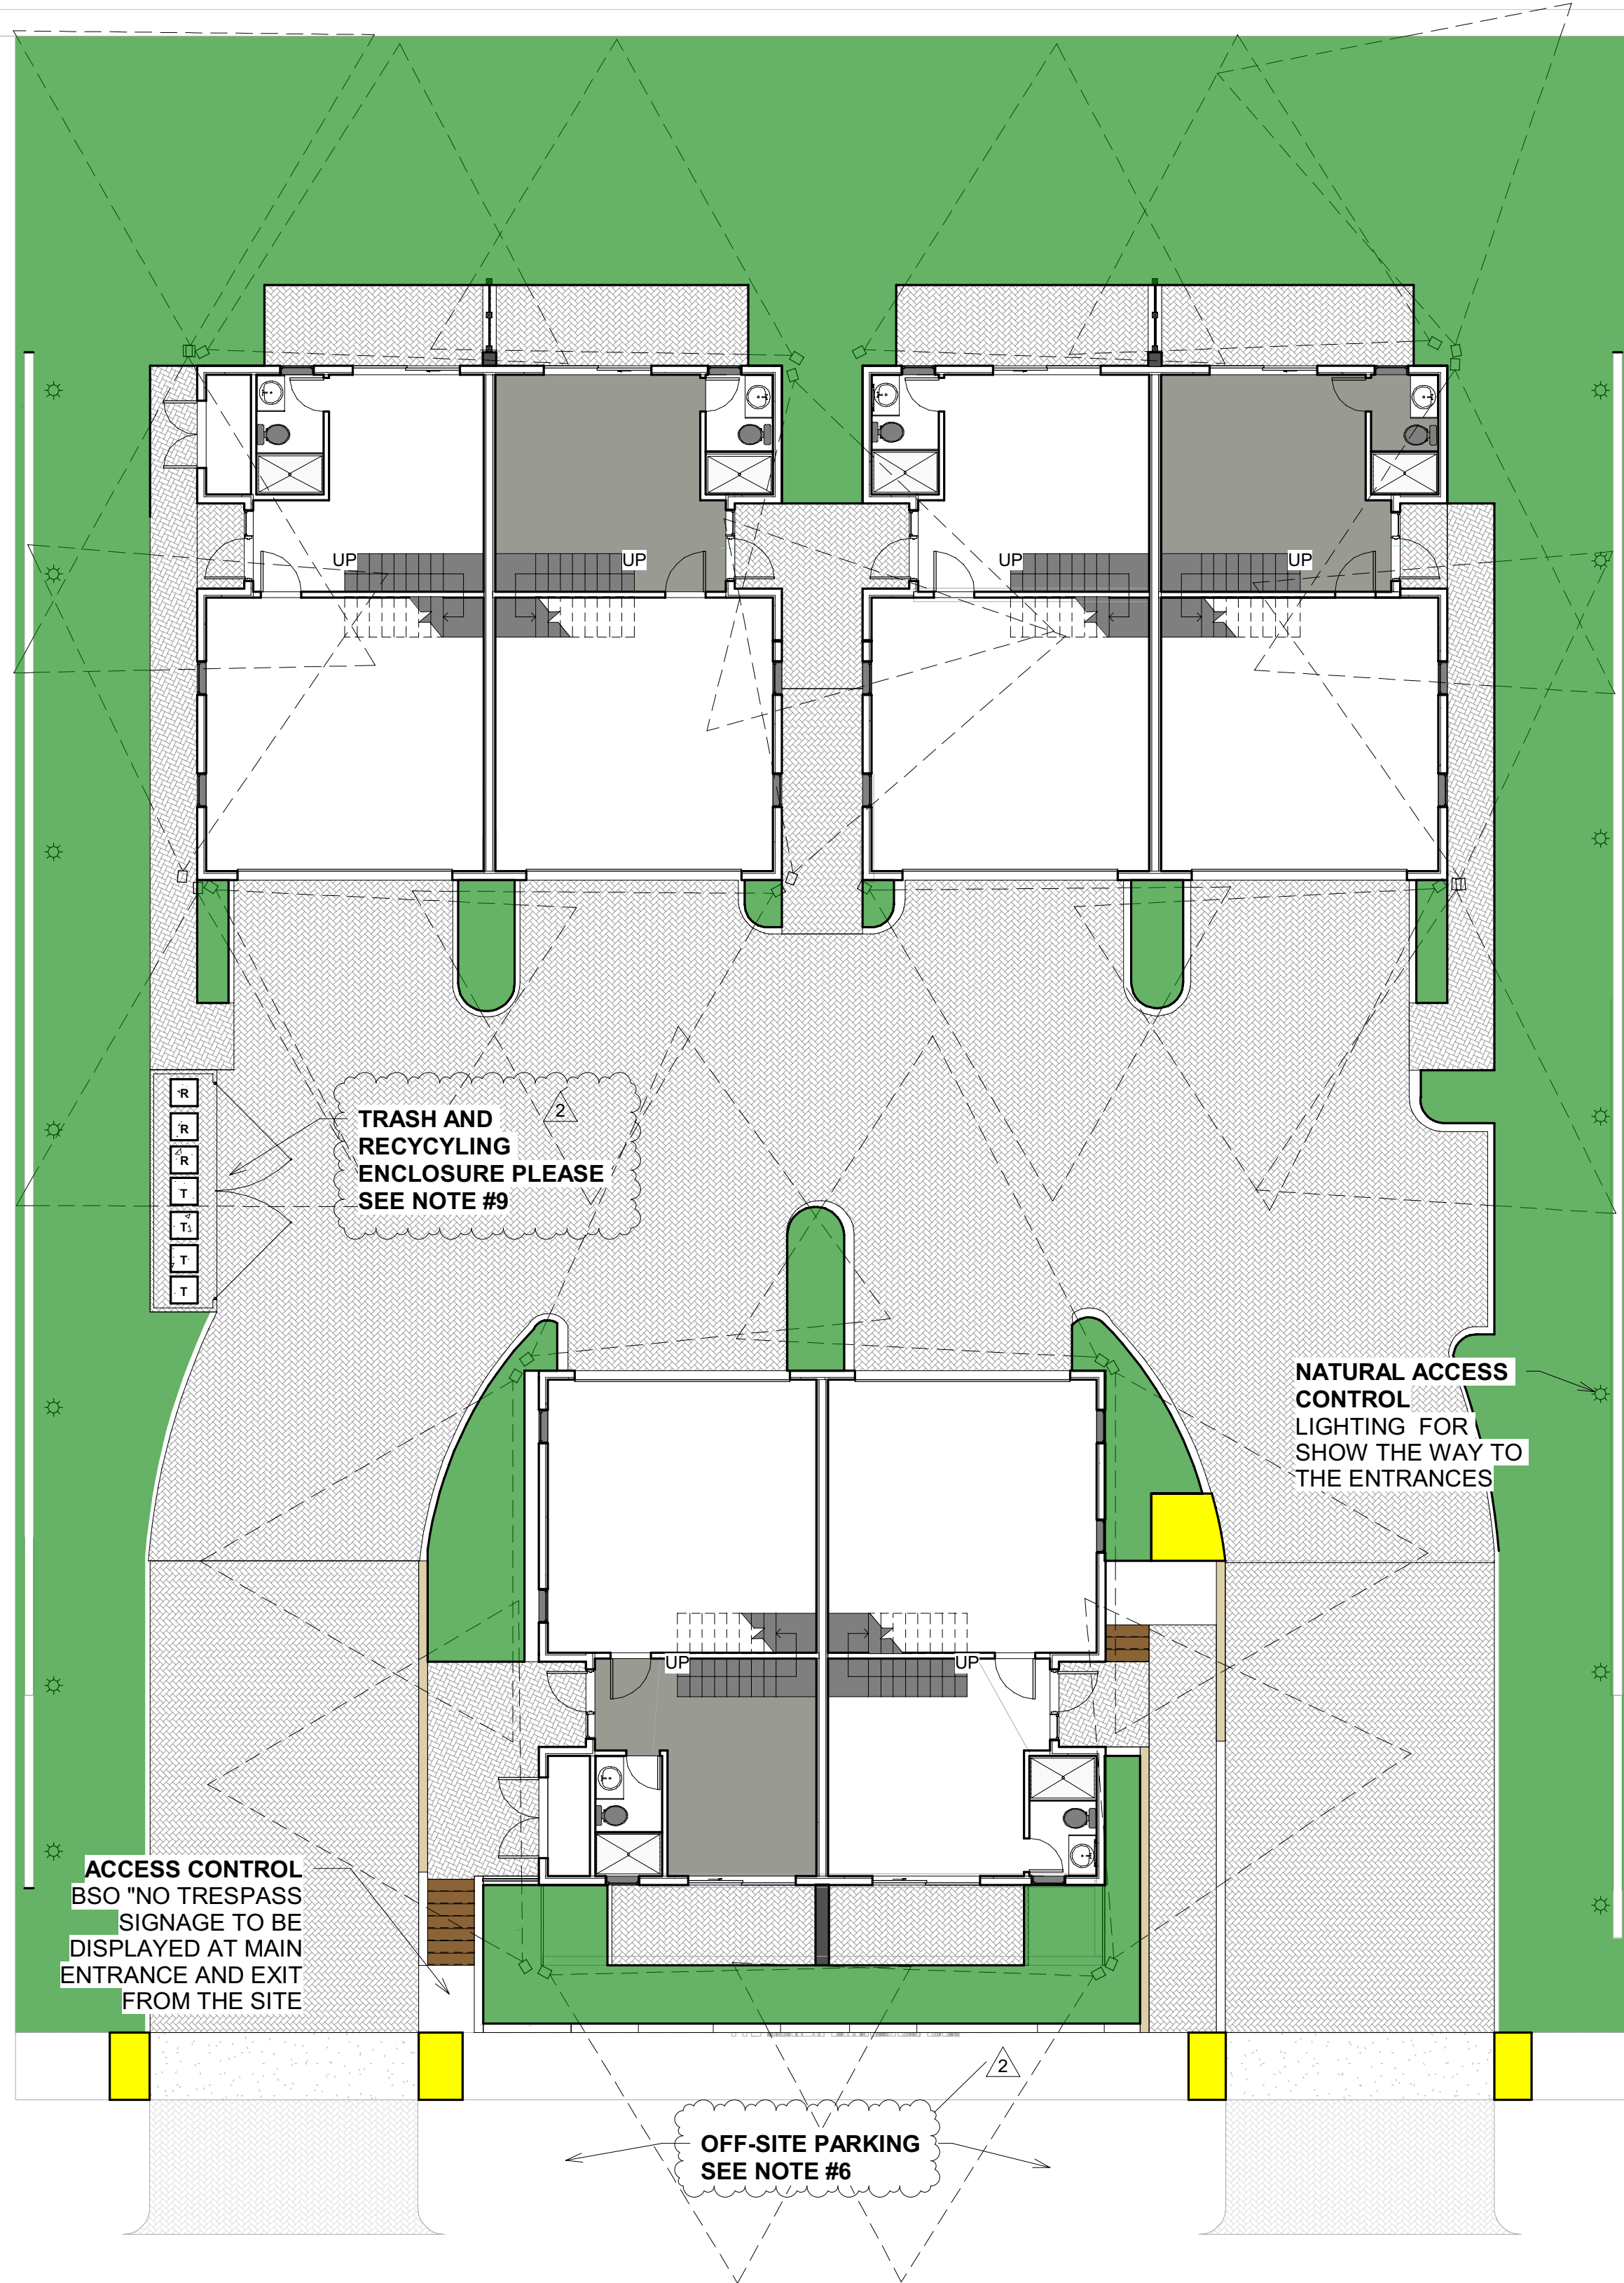 UP
UP
UP
UP
2
TRASH AND
RECYCYLING
ENCLOSURE PLEASE
SEE NOTE #9
R
R
R
T
T
T
T
NATURAL ACCESS
CONTROL
LIGHTING FOR
SHOW THE WAY TO
THE ENTRANCES
UP
UP
ACCESS CONTROL
BSO "NO TRESPASS
SIGNAGE TO BE
DISPLAYED AT MAIN
ENTRANCE AND EXIT
FROM THE SITE
2
OFF-SITE PARKING
SEE NOTE #6